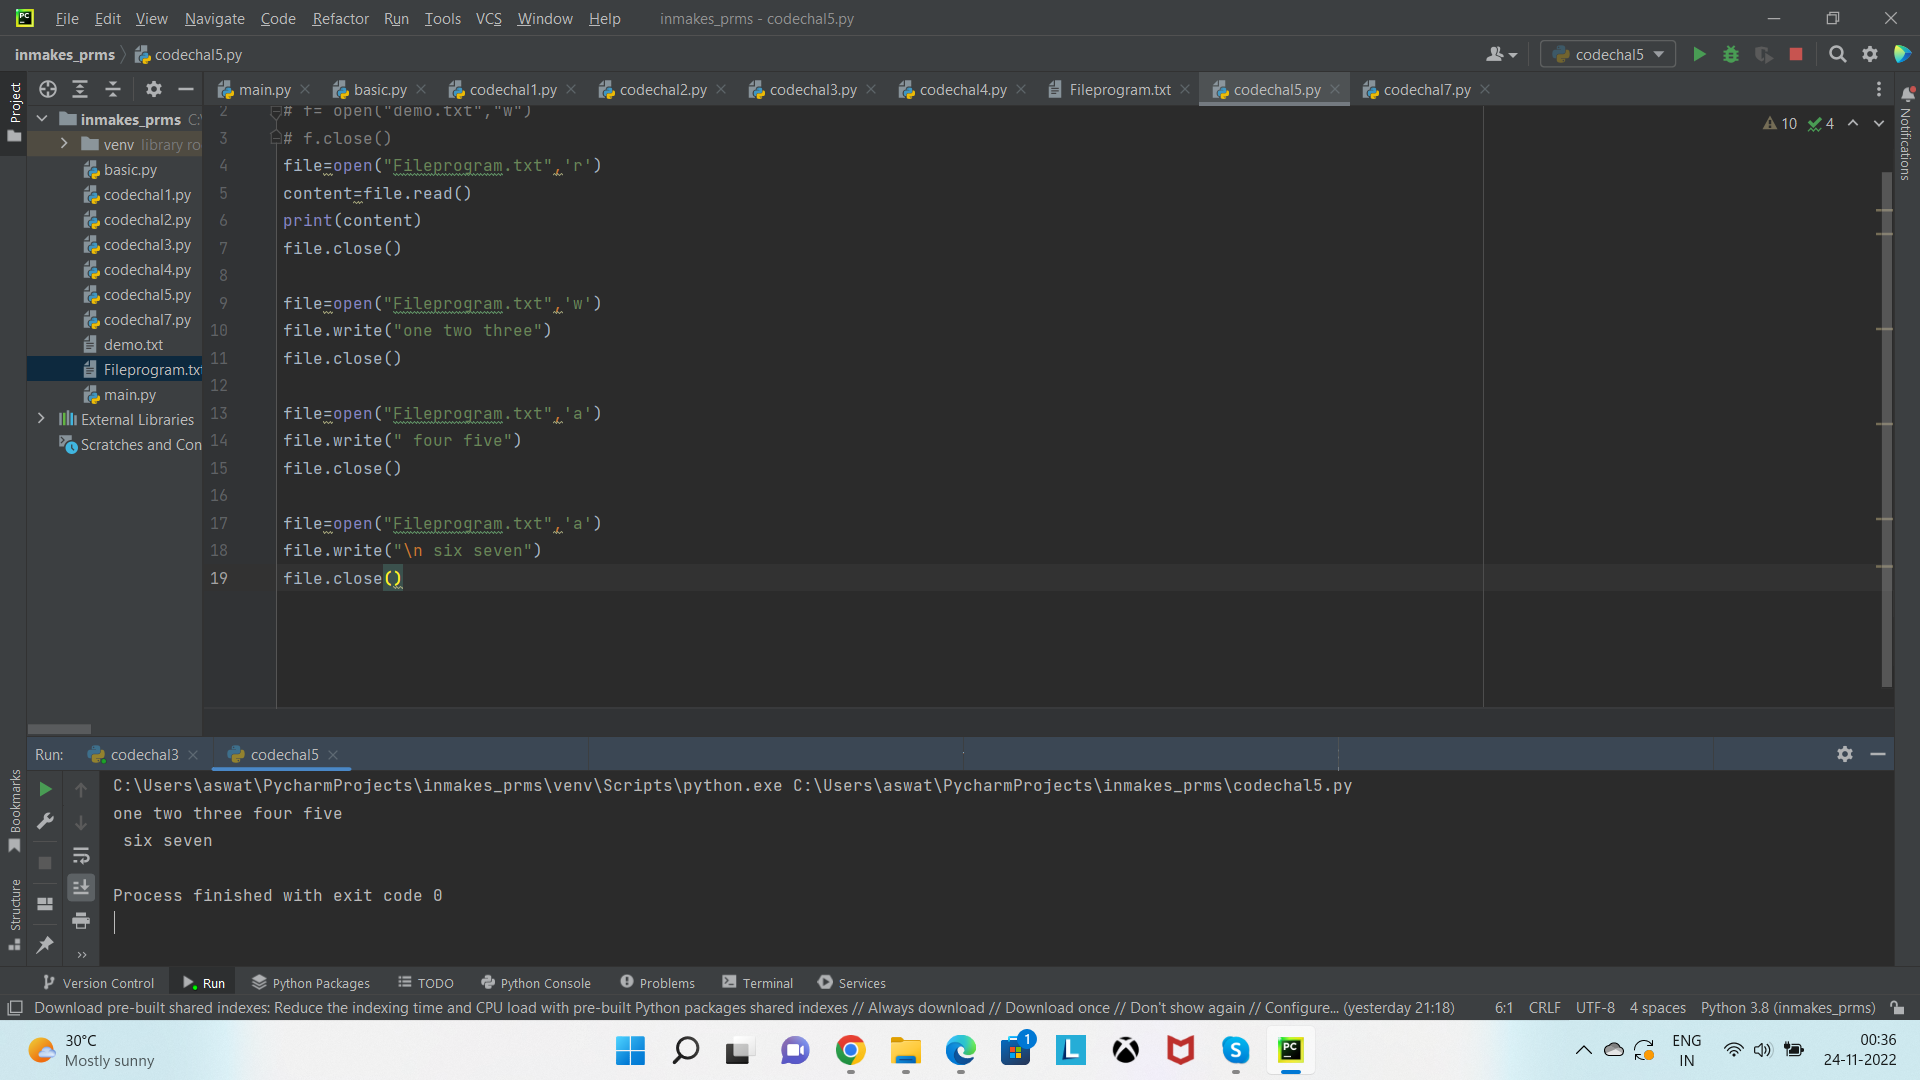 File Edit View Navigate Code Refactor Run Tools VCS Window Help inmakes_prms - codechal5.py
inmakes_prms codechal5.py codechal5
main.py basic.py codechal1.py codechal2.py codechal3.py codechal4.py Fileprogram.txt codechal5.py codechal7.py
Project
Notifications
inmakes_prms C:\
venv library ro
basic.py
codechal1.py
codechal2.py
codechal3.py
codechal4.py
codechal5.py
codechal7.py
demo.txt
Fileprogram.txt
main.py
External Libraries
Scratches and Con
10 4
2 # f= open("demo.txt","w")
3 # f.close()
4 file=open("Fileprogram.txt",'r')
5 content=file.read()
6 print(content)
7 file.close()
8
9 file=open("Fileprogram.txt",'w')
10 file.write("one two three")
11 file.close()
12
13 file=open("Fileprogram.txt",'a')
14 file.write(" four five")
15 file.close()
16
17 file=open("Fileprogram.txt",'a')
18 file.write("\n six seven")
19 file.close()
Run: codechal3 codechal5
Bookmarks
Structure
C:\Users\aswat\PycharmProjects\inmakes_prms\venv\Scripts\python.exe C:\Users\aswat\PycharmProjects\inmakes_prms\codechal5.py
one two three four five
six seven
Process finished with exit code 0
Version Control Run Python Packages TODO Python Console Problems Terminal Services
Download pre-built shared indexes: Reduce the indexing time and CPU load with pre-built Python packages shared indexes // Always download // Download once // Don't show again // Configure... (yesterday 21:18) 6:1 CRLF UTF-8 4 spaces Python 3.8 (inmakes_prms)
30°C
Mostly sunny
1
ENG
IN
00:36
24-11-2022